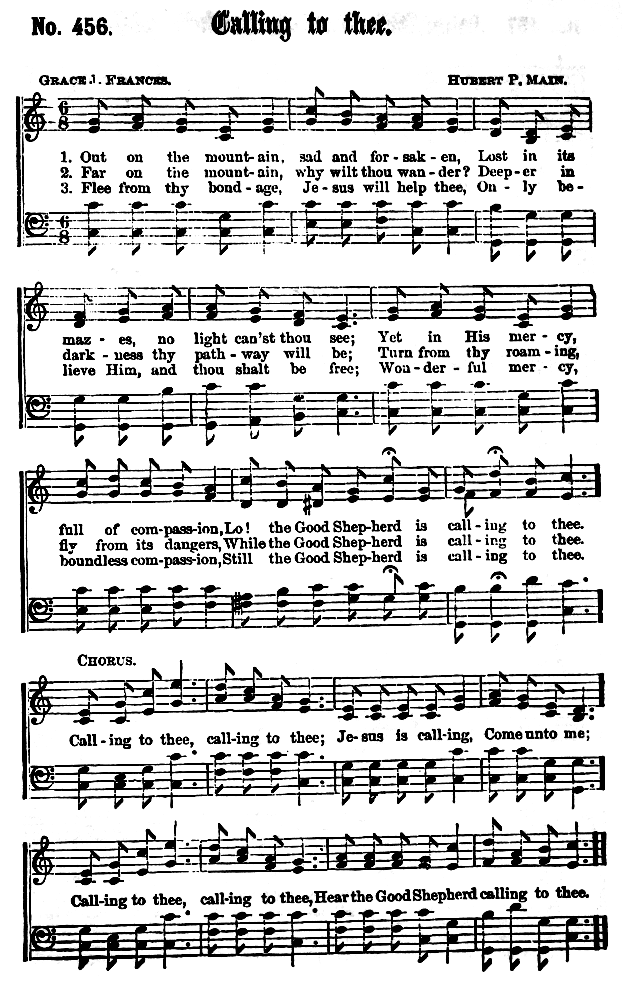 No. 456. Calling to thee.
GRACE J. FRANCES. HUBERT P. MAIN.
1. Out on the mount-ain, sad and for-sak-en, Lost in its
2. Far on the mount-ain, why wilt thou wan-der? Deep-er in
3. Flee from thy bond-age, Je-sus will help thee, On-ly be-
maz-es, no light can'st thou see; Yet in His mer-cy,
dark-ness thy path-way will be; Turn from thy roam-ing,
lieve Him, and thou shalt be free; Won-der-ful mer-cy,
full of com-pass-ion, Lo! the Good Shep-herd is call-ing to thee.
fly from its dangers, While the Good Shep-herd is call-ing to thee.
boundless com-pass-ion, Still the Good Shep-herd is call-ing to thee.
CHORUS.
Call-ing to thee, call-ing to thee; Je-sus is call-ing, Come unto me;
Call-ing to thee, call-ing to thee, Hear the Good Shepherd calling to thee.